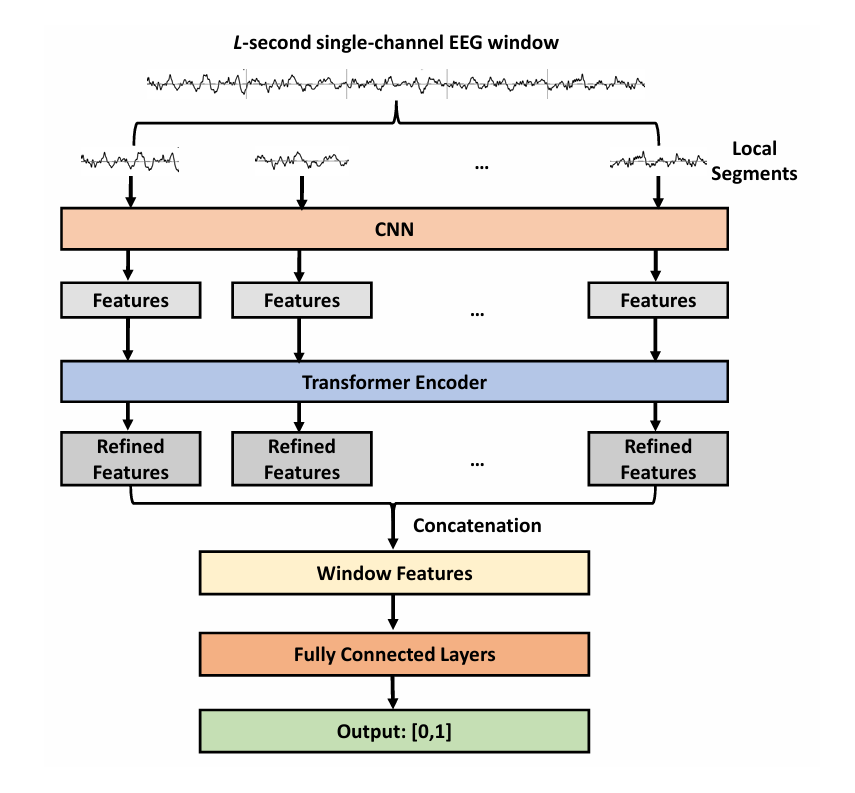 L-second single-channel EEG window
...
Local
Segments
CNN
Features
Features
...
Features
Transformer Encoder
Refined
Features
Refined
Features
...
Refined
Features
Concatenation
Window Features
Fully Connected Layers
Output: [0,1]